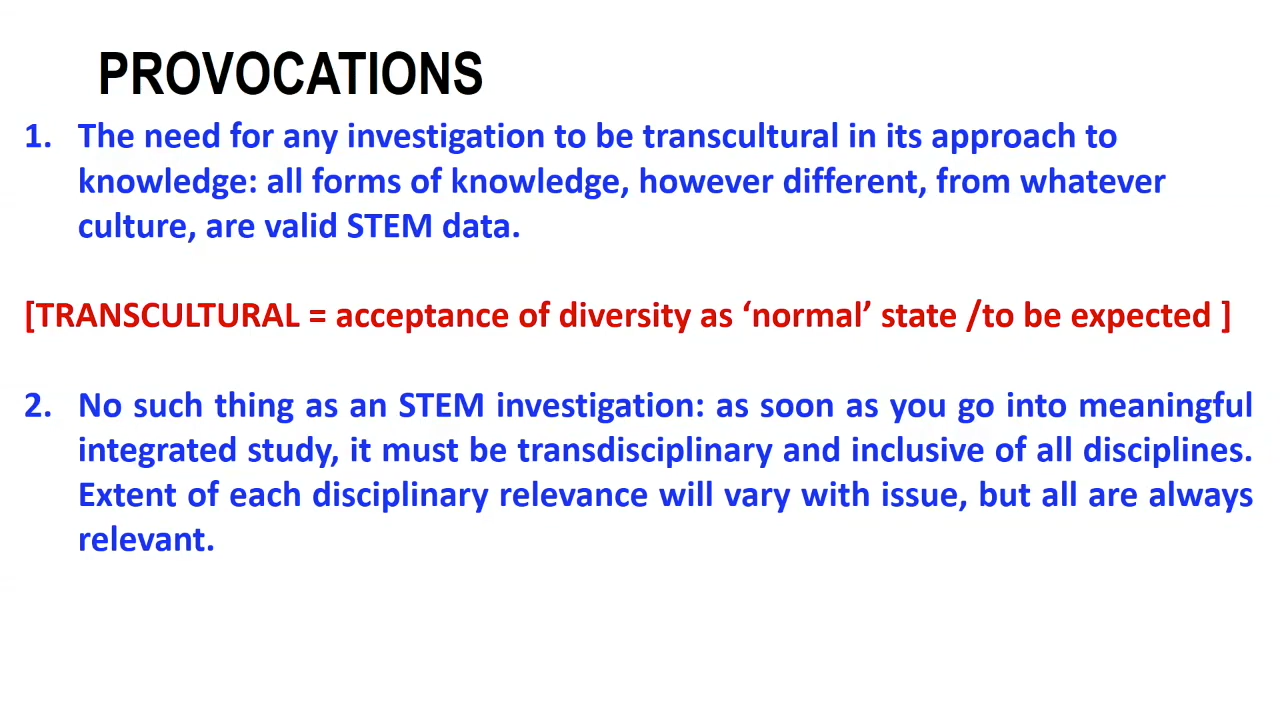 PROVOCATIONS
1. The need for any investigation to be transcultural in its approach to
knowledge: all forms of knowledge, however different, from whatever
culture, are valid STEM data.
[TRANSCULTURAL = acceptance of diversity as ‘normal’ state /to be expected ]
2. No such thing as an STEM investigation: as soon as you go into meaningful
integrated study, it must be transdisciplinary and inclusive of all disciplines.
Extent of each disciplinary relevance will vary with issue, but all are always
relevant.